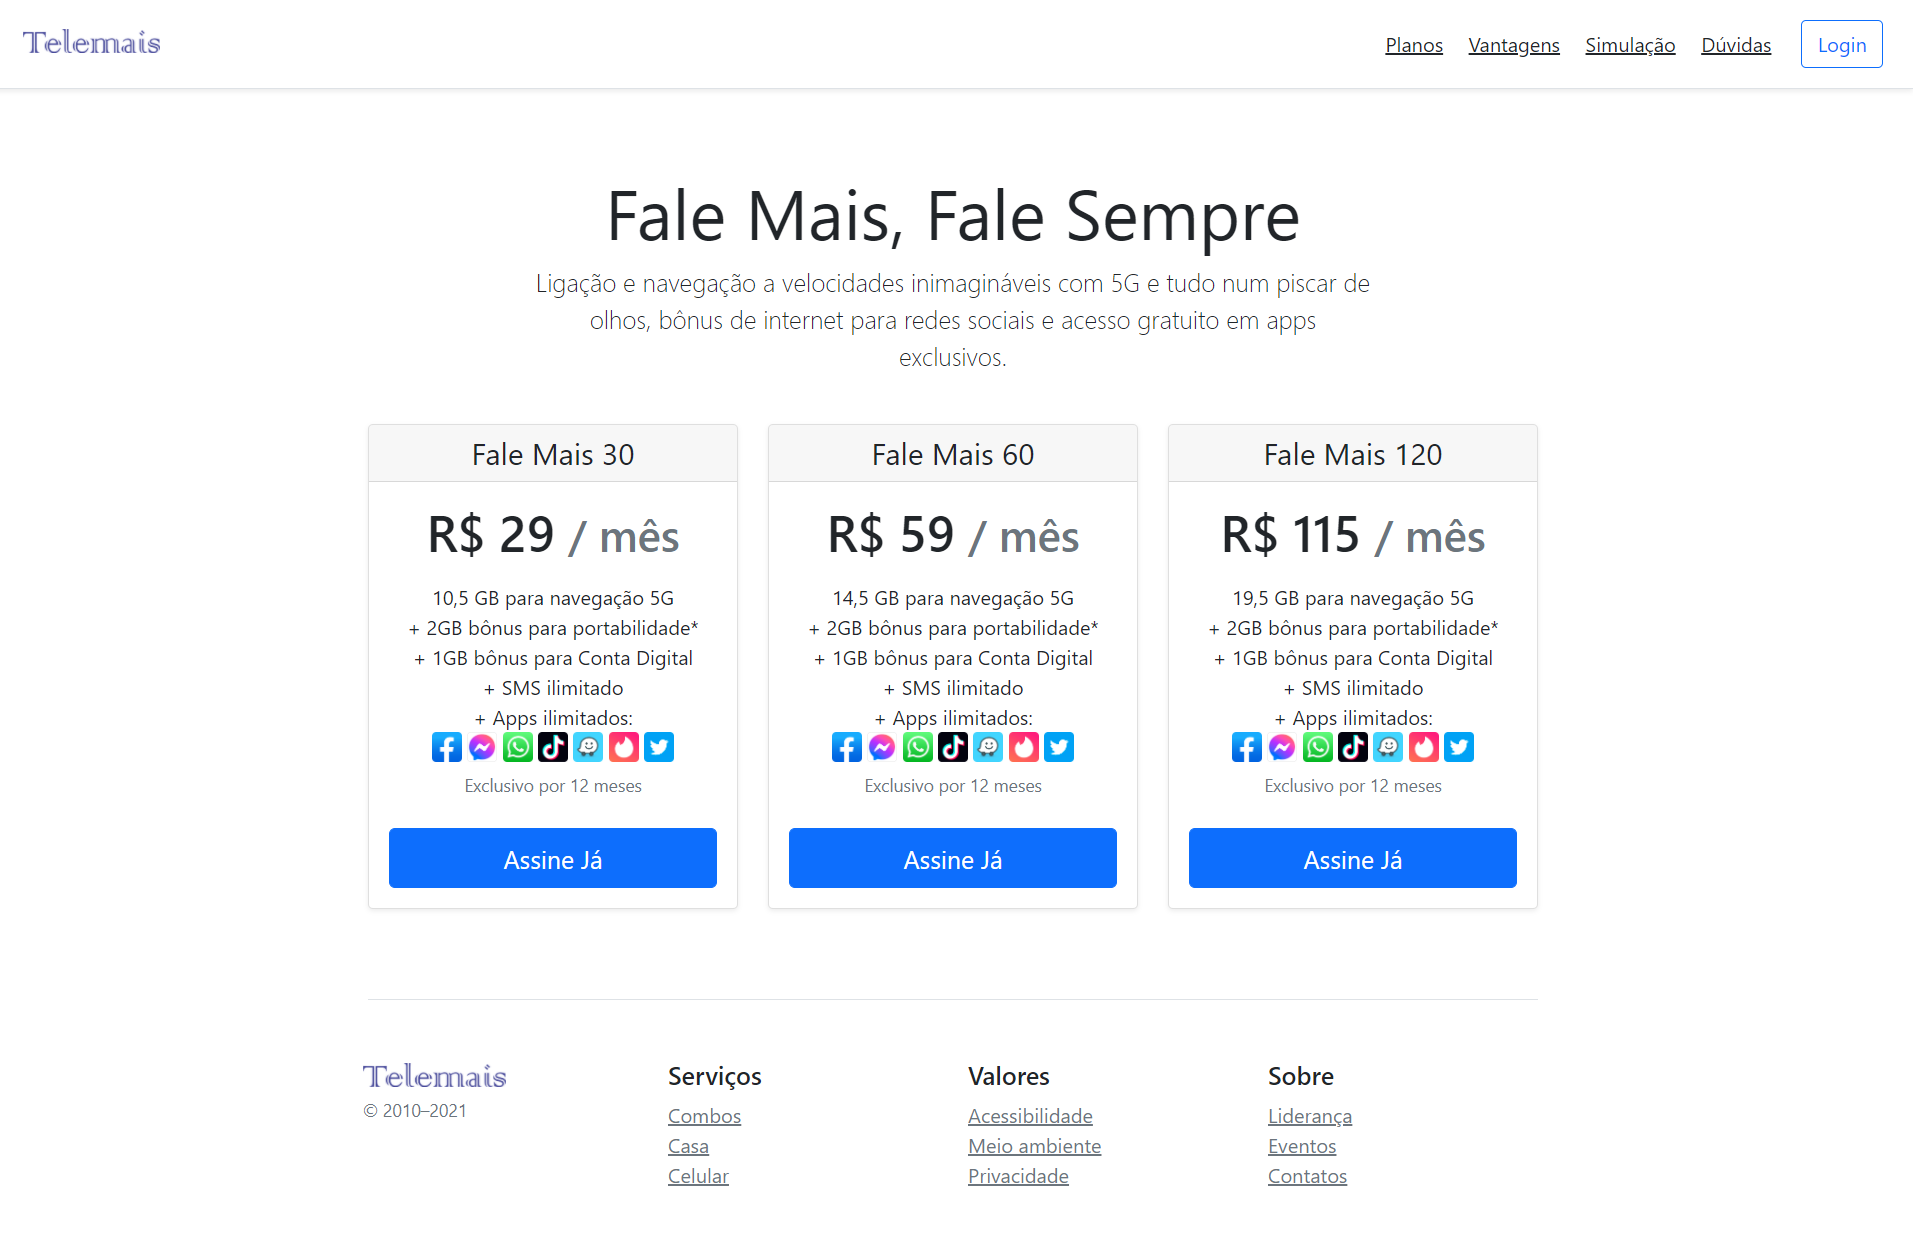 Telemais
Planos Vantagens Simulação Dúvidas Login
Fale Mais, Fale Sempre
Ligação e navegação a velocidades inimagináveis com 5G e tudo num piscar de
olhos, bônus de internet para redes sociais e acesso gratuito em apps
exclusivos.
Fale Mais 30
R$ 29 / mês
10,5 GB para navegação 5G
+ 2GB bônus para portabilidade*
+ 1GB bônus para Conta Digital
+ SMS ilimitado
+ Apps ilimitados:
Exclusivo por 12 meses
Assine Já
Fale Mais 60
R$ 59 / mês
14,5 GB para navegação 5G
+ 2GB bônus para portabilidade*
+ 1GB bônus para Conta Digital
+ SMS ilimitado
+ Apps ilimitados:
Exclusivo por 12 meses
Assine Já
Fale Mais 120
R$ 115 / mês
19,5 GB para navegação 5G
+ 2GB bônus para portabilidade*
+ 1GB bônus para Conta Digital
+ SMS ilimitado
+ Apps ilimitados:
Exclusivo por 12 meses
Assine Já
Telemais
© 2010–2021
Serviços
Combos
Casa
Celular
Valores
Acessibilidade
Meio ambiente
Privacidade
Sobre
Liderança
Eventos
Contatos